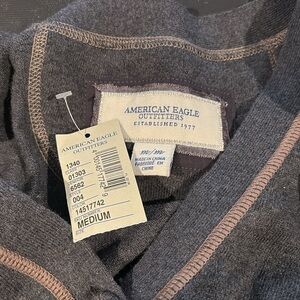 AMERICAN EAGLE
OUTFITTERS
ESTABLISHED 1977
MADE IN CHINA
AMERICAN EAGLE
OUTFITTERS
1340
01303
6562
004
14517742
MEDIUM